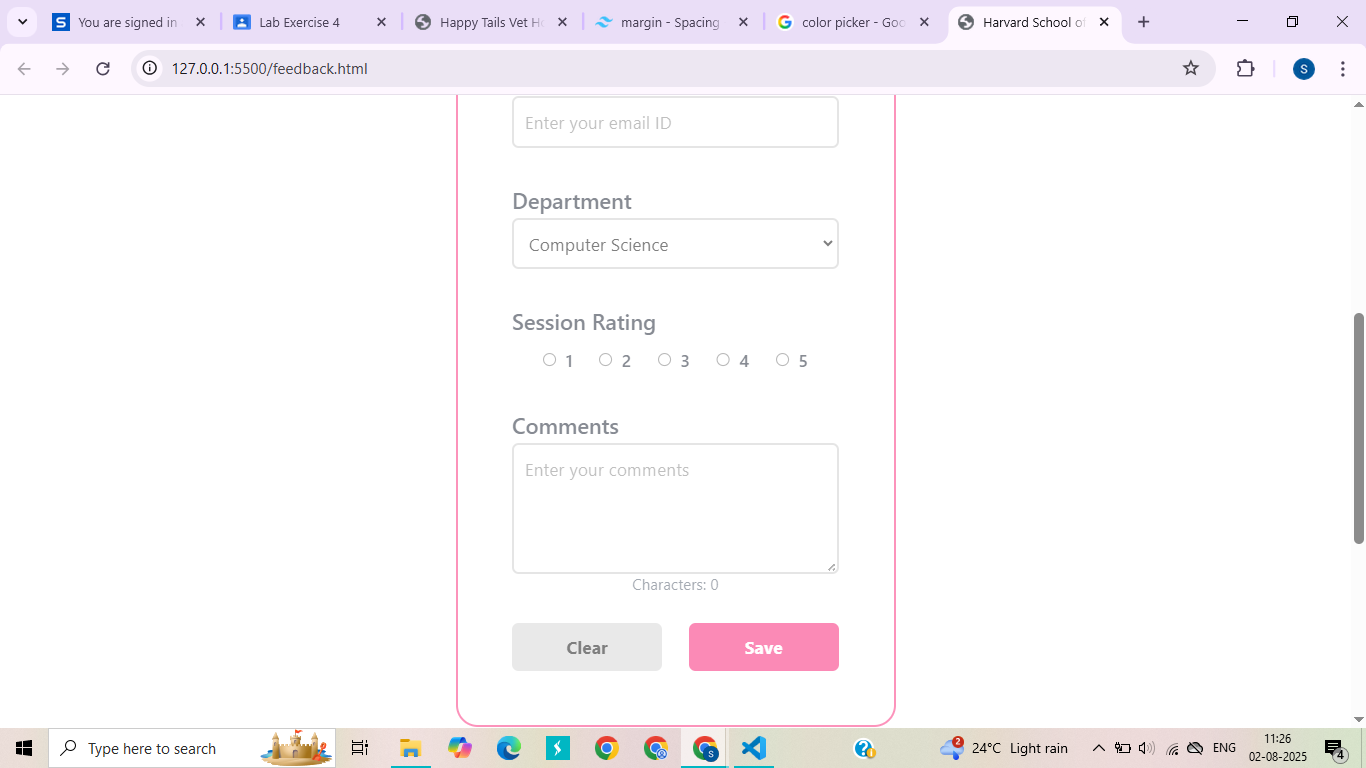 You are signed in
Lab Exercise 4
Happy Tails Vet H
margin - Spacing
color picker - Goo
Harvard School of
127.0.0.1:5500/feedback.html
S
Enter your email ID
Department
Computer Science
Session Rating
1 2 3 4 5
Comments
Enter your comments
Characters: 0
Clear Save
Type here to search
2
24°C Light rain
ENG
11:26
02-08-2025
4